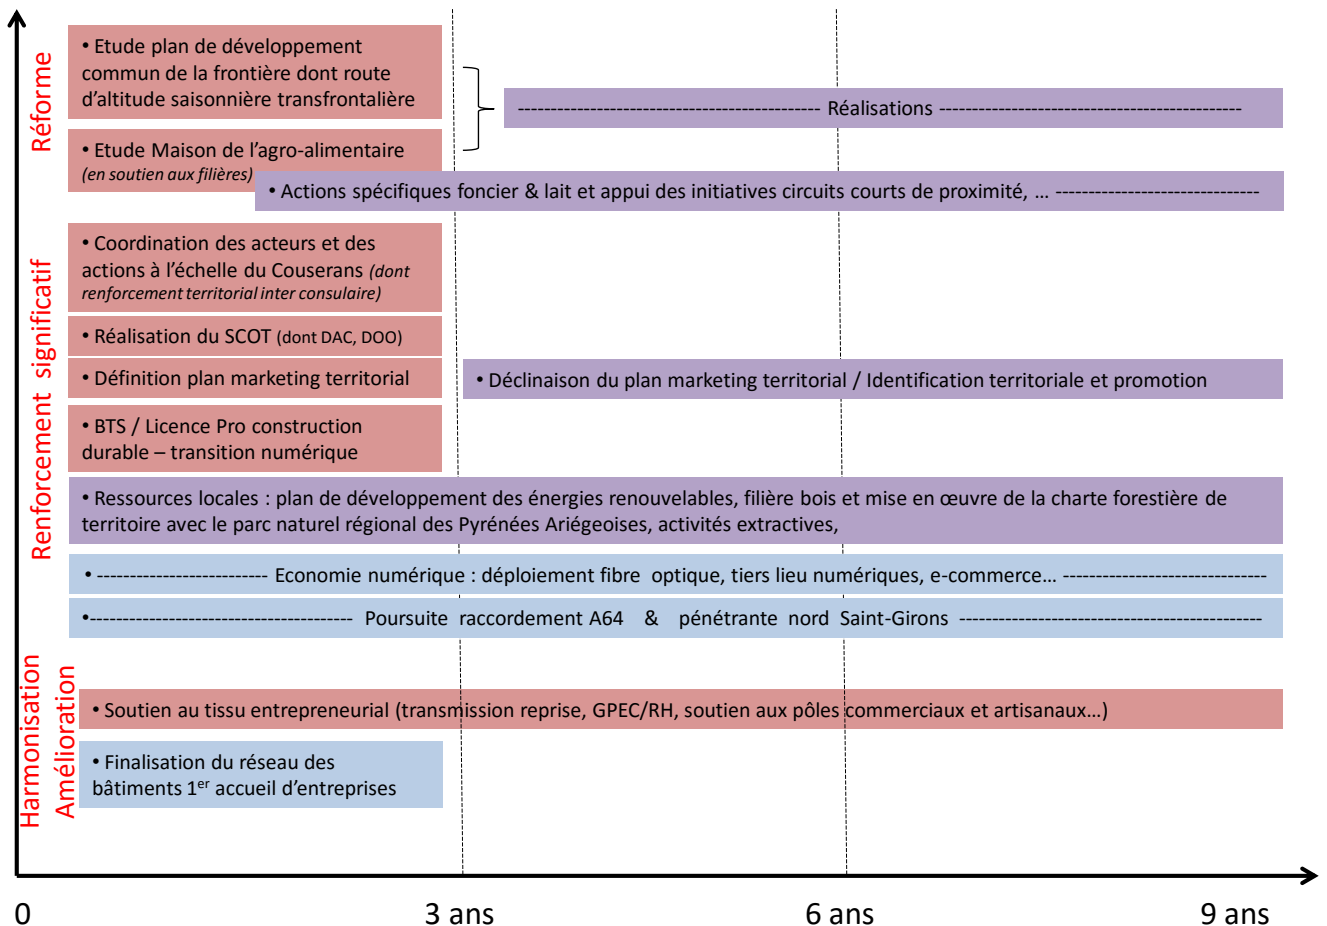 Réforme
• Etude plan de développement
commun de la frontière dont route
d’altitude saisonnière transfrontalière
• Etude Maison de l’agro-alimentaire
(en soutien aux filières)
---------------------------------------------- Réalisations ----------------------------------------------
• Actions spécifiques foncier & lait et appui des initiatives circuits courts de proximité, … -------------------------------
Renforcement significatif
• Coordination des acteurs et des
actions à l’échelle du Couserans (dont
renforcement territorial inter consulaire)
• Réalisation du SCOT (dont DAC, DOO)
• Définition plan marketing territorial
• Déclinaison du plan marketing territorial / Identification territoriale et promotion
• BTS / Licence Pro construction
durable – transition numérique
• Ressources locales : plan de développement des énergies renouvelables, filière bois et mise en œuvre de la charte forestière de
territoire avec le parc naturel régional des Pyrénées Ariégeoises, activités extractives,
• -------------------------- Economie numérique : déploiement fibre optique, tiers lieu numériques, e-commerce… -------------------------------
•---------------------------------------- Poursuite raccordement A64 & pénétrante nord Saint-Girons ----------------------------------------------
Harmonisation
Amélioration
• Soutien au tissu entrepreneurial (transmission reprise, GPEC/RH, soutien aux pôles commerciaux et artisanaux…)
• Finalisation du réseau des
bâtiments 1er accueil d’entreprises
0 3 ans 6 ans 9 ans